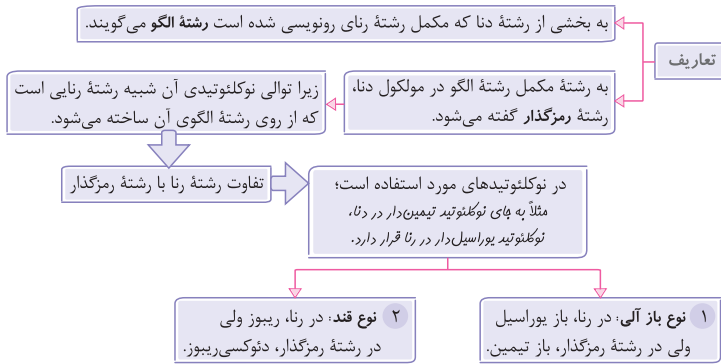 تعاریف
به بخشی از رشتهٔ دنا که مکمل رشتهٔ رنای رونویسی شده است رشتهٔ الگو می‌گویند.
به رشتهٔ مکمل رشتهٔ الگو در مولکول دنا،
رشتهٔ رمزگذار گفته می‌شود.
زیرا توالی نوکلئوتیدی آن شبیه رشتهٔ رنایی است
که از روی رشتهٔ الگوی آن ساخته می‌شود.
تفاوت رشتهٔ رنا با رشتهٔ رمزگذار
در نوکلئوتیدهای مورد استفاده است؛
مثلاً به جای نوکلئوتید تیمین‌دار در دنا،
نوکلئوتید یوراسیل‌دار در رنا قرار دارد.
۱ نوع باز آلی: در رنا، باز یوراسیل
ولی در رشتهٔ رمزگذار، باز تیمین.
۲ نوع قند: در رنا، ریبوز ولی
در رشتهٔ رمزگذار، دئوکسی‌ریبوز.